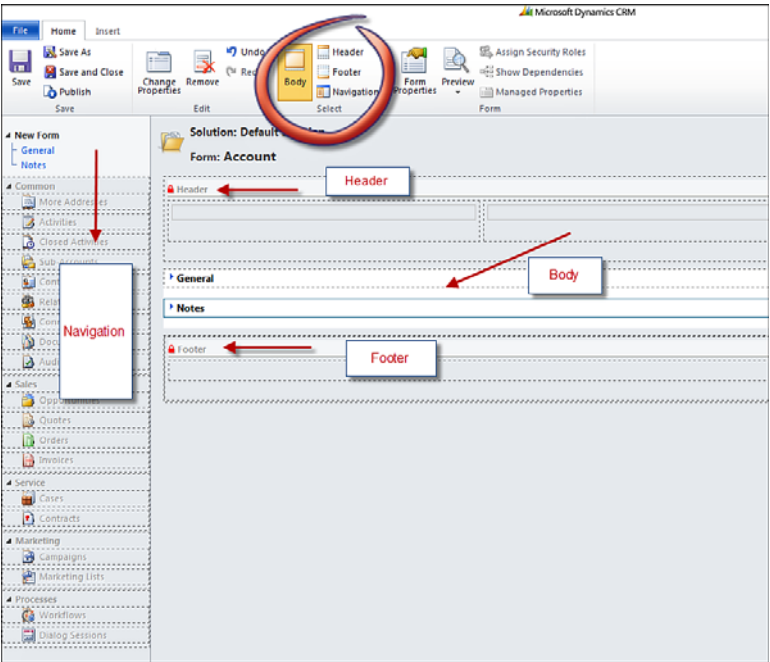 Microsoft Dynamics CRM
File Home Insert
Save
Save As
Save and Close
Publish
Save
Change Properties
Remove
Undo
Edit
Body
Header
Footer
Navigation
Select
Form Properties
Preview
Assign Security Roles
Show Dependencies
Managed Properties
Form
New Form
General
Notes
Common
More Addresses
Activities
Closed Activities
Sub-Accounts
Navigation
Sales
Opportunities
Quotes
Orders
Invoices
Service
Cases
Contracts
Marketing
Campaigns
Marketing Lists
Processes
Workflows
Dialog Sessions
Solution: Default
Form: Account
Header
Header
General
Body
Notes
Footer
Footer